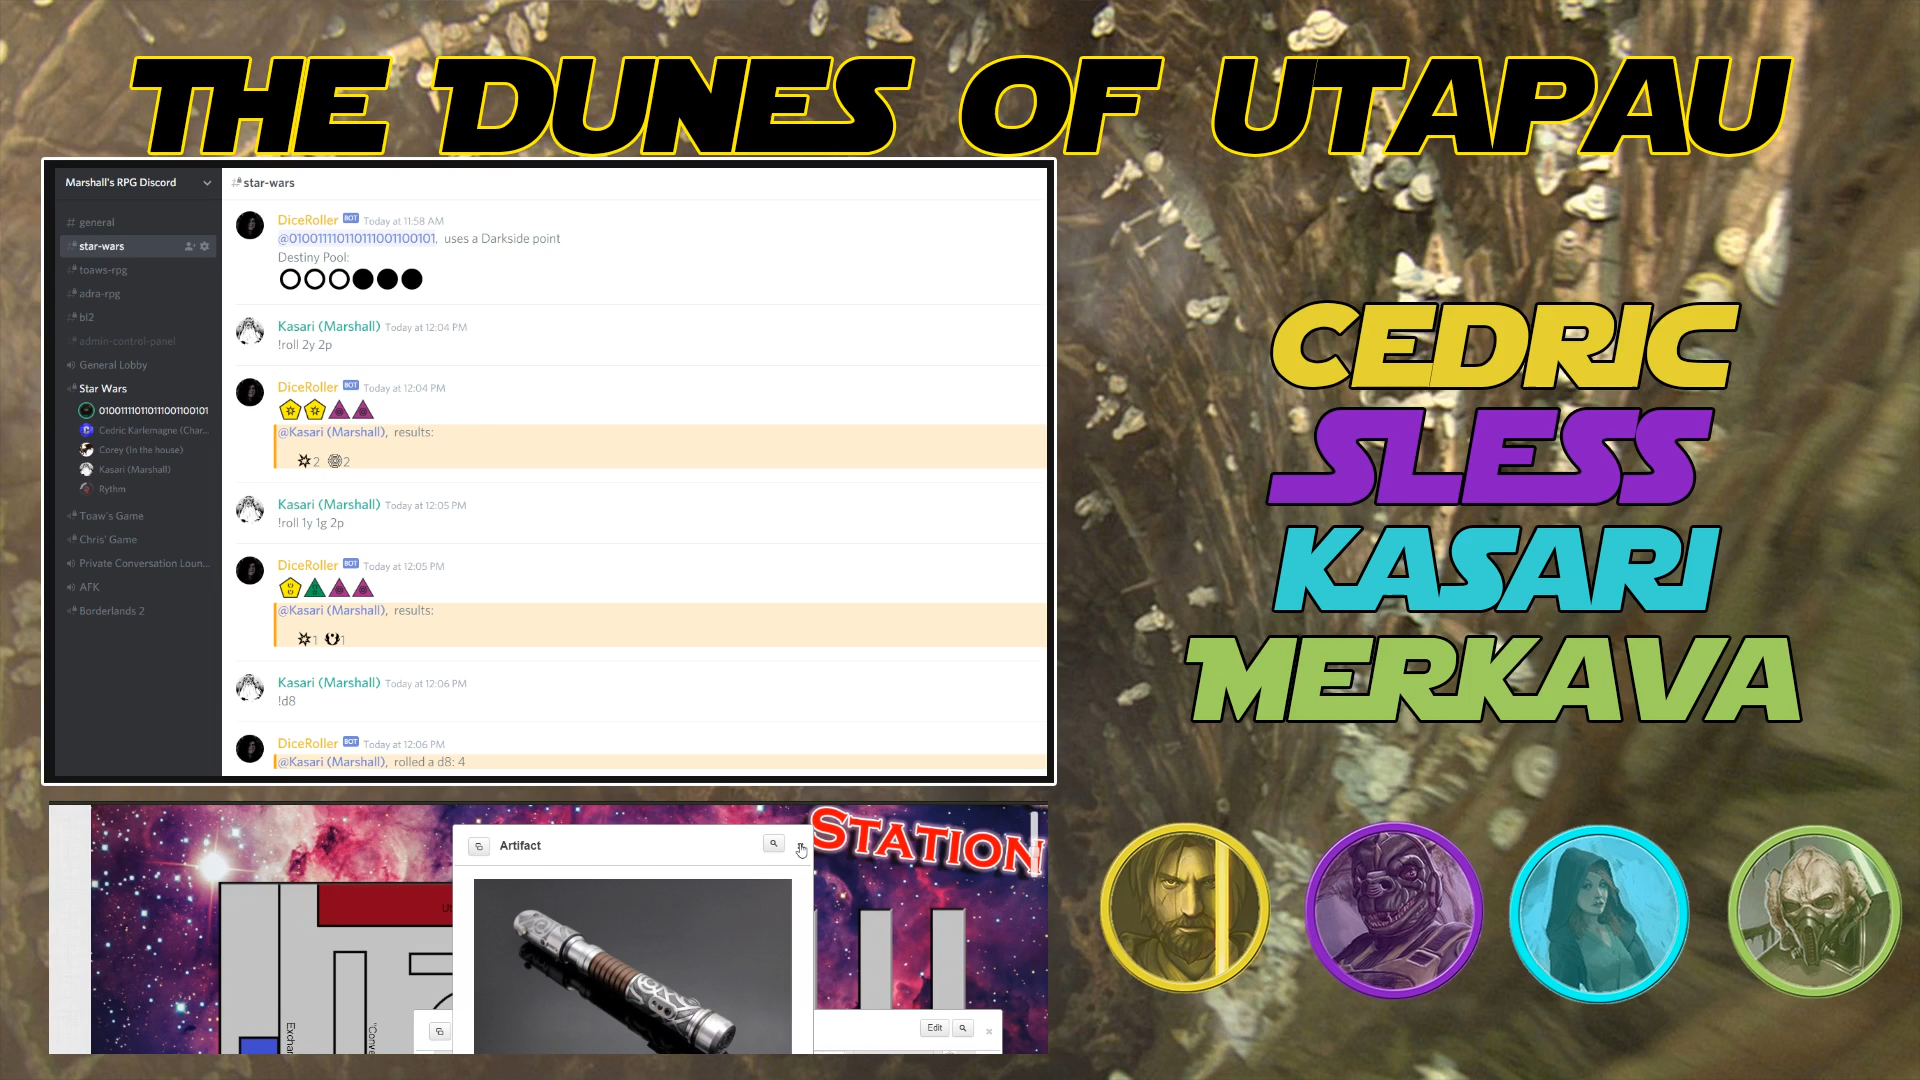 THE DUNES OF UTAPAU
Marshall's RPG Discord
general
star-wars
toaws-rpg
adra-rpg
bl2
admin-control-panel
General Lobby
Star Wars
0100111101101110011​00101
Cedric Karlemagne (Char...
Corey (In the house)
Kasari (Marshall)
Rythm
Toaw's Game
Chris' Game
Private Conversation Loun...
AFK
Borderlands 2
#star-wars
DiceRoller BOT Today at 11:58 AM
@010011110110111001100101, uses a Darkside point
Destiny Pool:
Kasari (Marshall) Today at 12:04 PM
!roll 2y 2p
DiceRoller BOT Today at 12:04 PM
@Kasari (Marshall), results:
2 2
Kasari (Marshall) Today at 12:05 PM
!roll 1y 1g 2p
DiceRoller BOT Today at 12:05 PM
@Kasari (Marshall), results:
1 1
Kasari (Marshall) Today at 12:06 PM
!d8
DiceRoller BOT Today at 12:06 PM
@Kasari (Marshall), rolled a d8: 4
CEDRIC
SLESS
KASARI
MERKAVA
Artifact
STATION
Edit